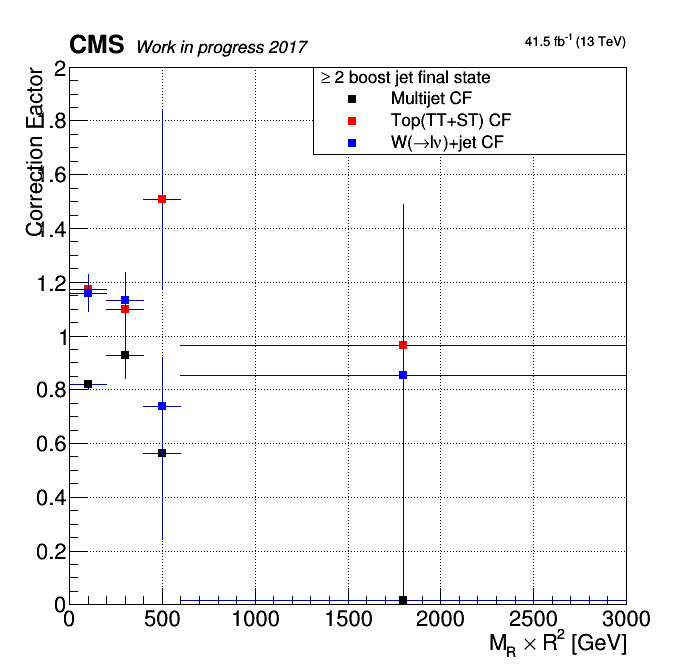 CMS Work in progress 2017
41.5 fb⁻¹ (13 TeV)
≥ 2 boost jet final state
Multijet CF
Top(TT+ST) CF
W(→lν)+jet CF
Correction Factor
2
1.8
1.6
1.4
1.2
1
0.8
0.6
0.4
0.2
0
0 500 1000 1500 2000 2500 3000
M_R × R² [GeV]